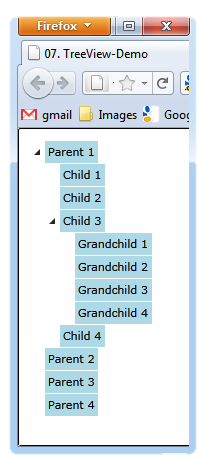 Firefox
07. TreeView-Demo
gmail Images Goog
Parent 1
Child 1
Child 2
Child 3
Grandchild 1
Grandchild 2
Grandchild 3
Grandchild 4
Child 4
Parent 2
Parent 3
Parent 4